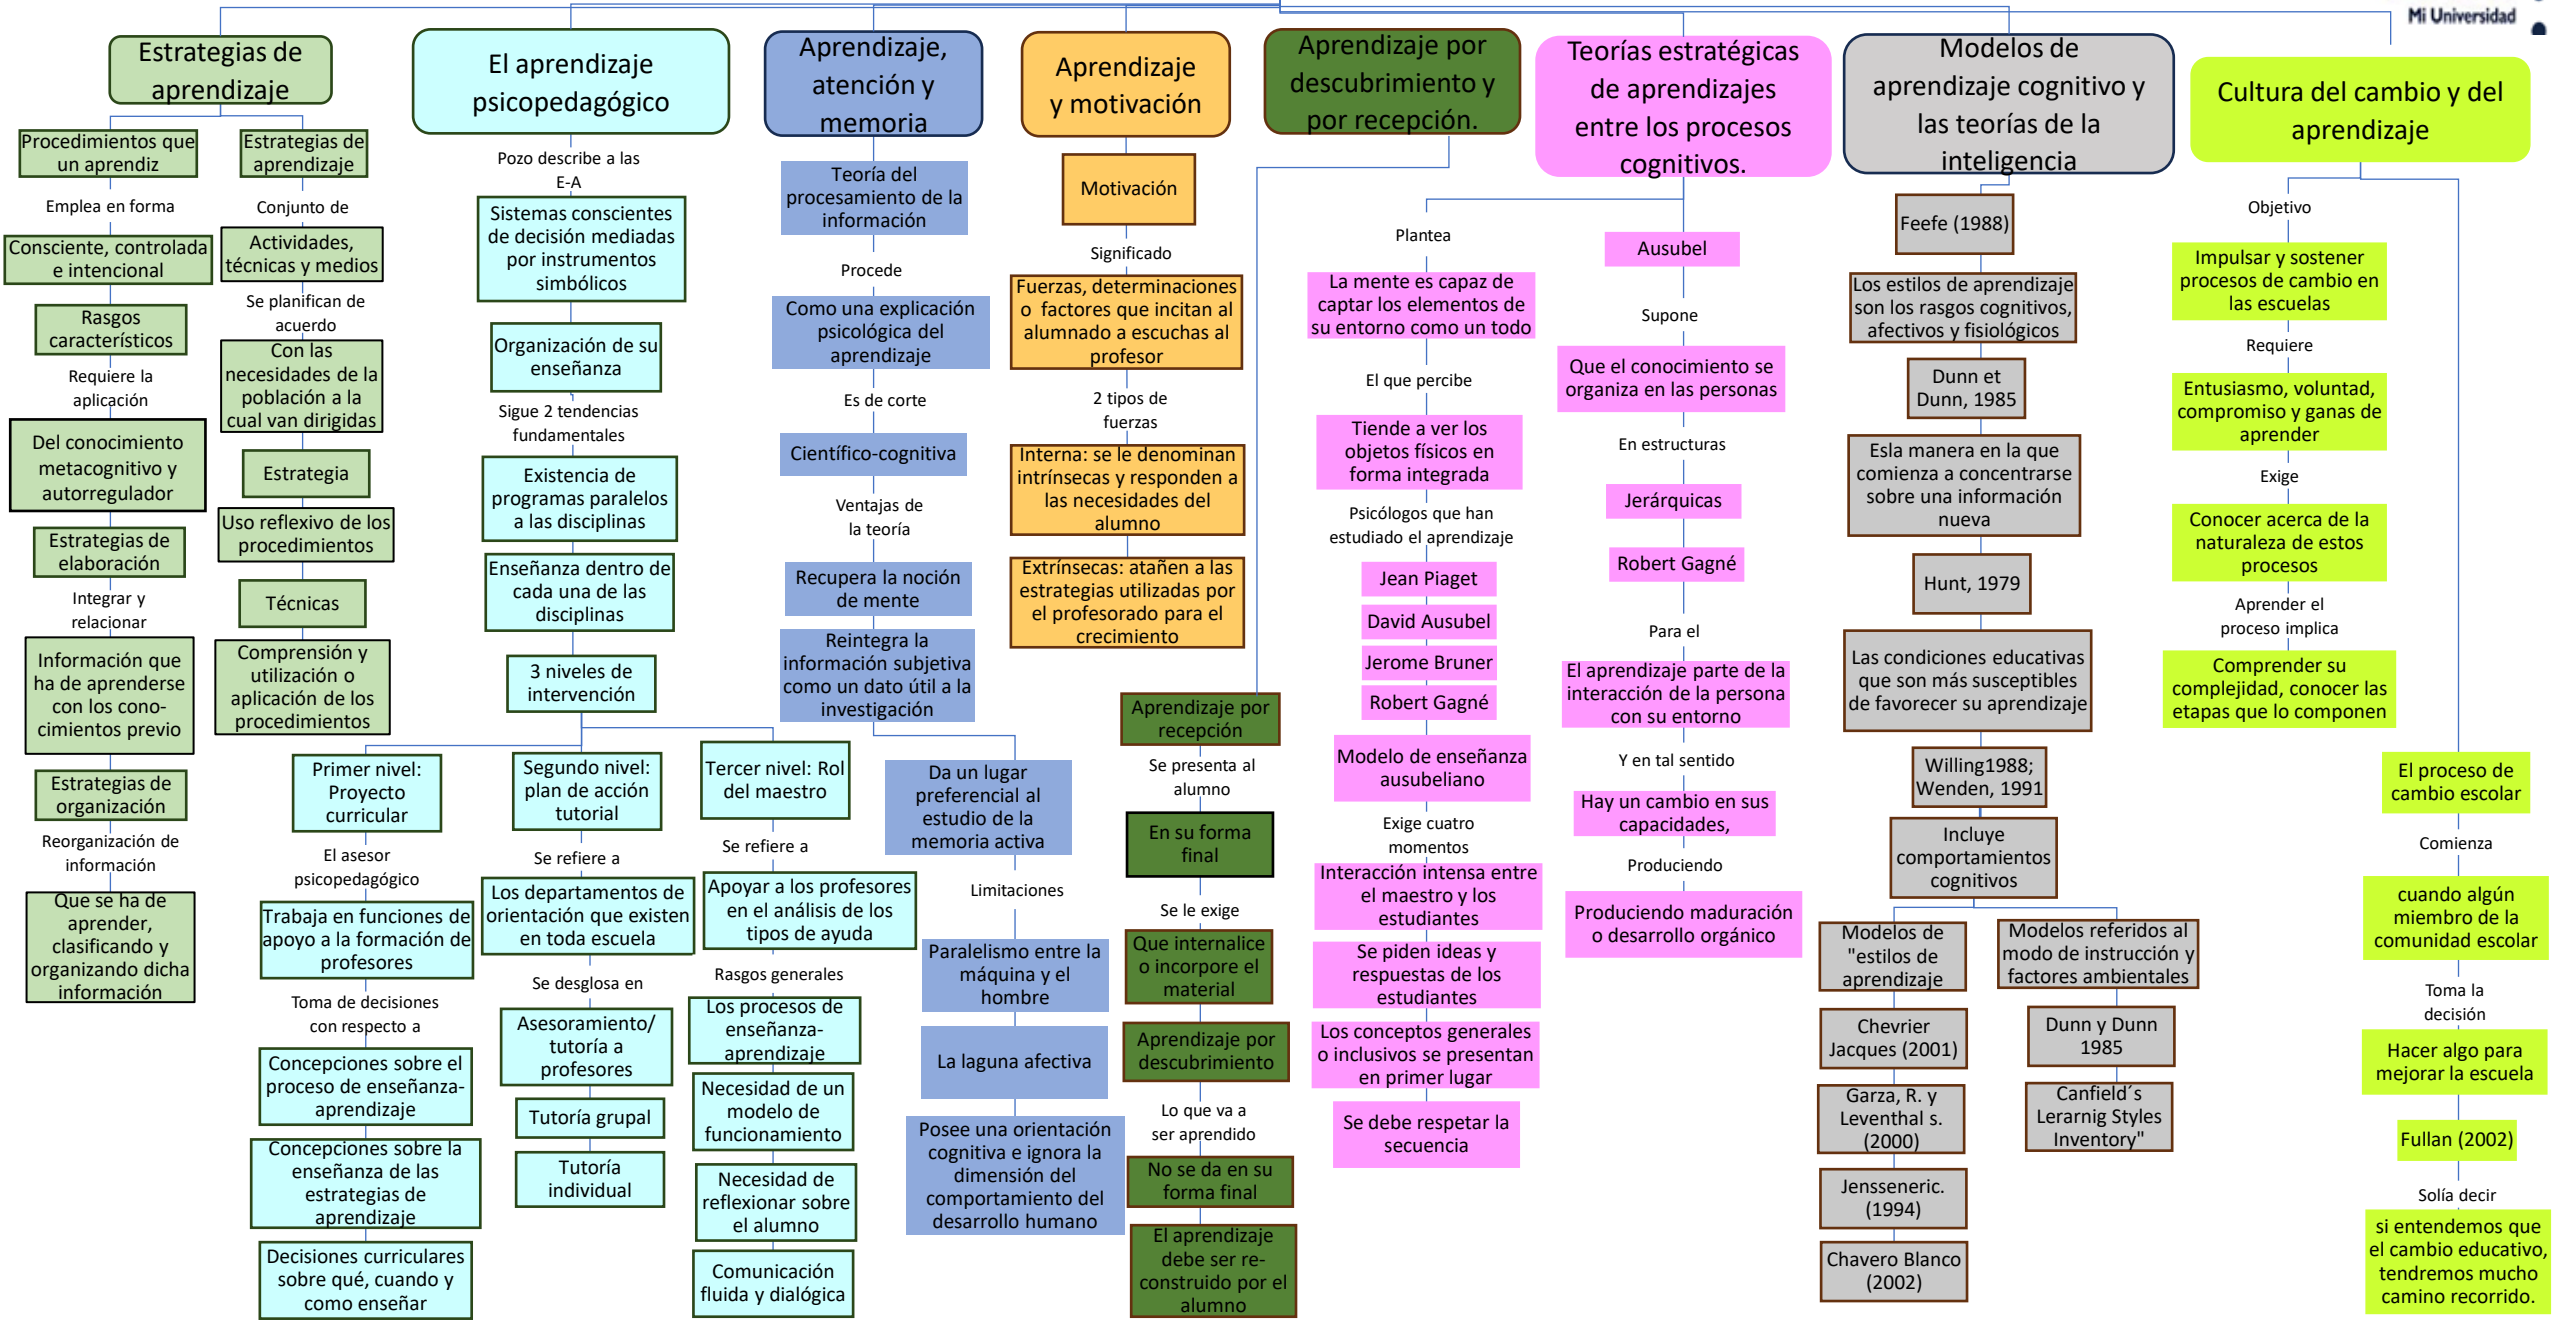 Mi Universidad
Estrategias de
aprendizaje
Procedimientos que
un aprendiz
Emplea en forma
Consciente, controlada
e intencional
Rasgos
característicos
Requiere la
aplicación
Del conocimiento
metacognitivo y
autorregulador
Estrategias de
elaboración
Integrar y
relacionar
Información que
ha de aprenderse
con los cono-
cimientos previo
Estrategias de
organización
Reorganización de
información
Que se ha de
aprender,
clasificando y
organizando dicha
información
Estrategias de
aprendizaje
Conjunto de
Actividades,
técnicas y medios
Se planifican de
acuerdo
Con las
necesidades de la
población a la
cual van dirigidas
Estrategia
Uso reflexivo de los
procedimientos
Técnicas
Comprensión y
utilización o
aplicación de los
procedimientos
El aprendizaje
psicopedagógico
Pozo describe a las
E-A
Sistemas conscientes
de decisión mediadas
por instrumentos
simbólicos
Organización de su
enseñanza
Sigue 2 tendencias
fundamentales
Existencia de
programas paralelos
a las disciplinas
Enseñanza dentro de
cada una de las
disciplinas
3 niveles de
intervención
Primer nivel:
Proyecto
curricular
El asesor
psicopedagógico
Trabaja en funciones de
apoyo a la formación de
profesores
Toma de decisiones
con respecto a
Concepciones sobre el
proceso de enseñanza-
aprendizaje
Concepciones sobre la
enseñanza de las
estrategias de
aprendizaje
Decisiones curriculares
sobre qué, cuando y
como enseñar
Segundo nivel:
plan de acción
tutorial
Se refiere a
Los departamentos de
orientación que existen
en toda escuela
Se desglosa en
Asesoramiento/
tutoría a
profesores
Tutoría grupal
Tutoría
individual
Tercer nivel: Rol
del maestro
Se refiere a
Apoyar a los profesores
en el análisis de los
tipos de ayuda
Rasgos generales
Los procesos de
enseñanza-
aprendizaje
Necesidad de un
modelo de
funcionamiento
Necesidad de
reflexionar sobre
el alumno
Comunicación
fluida y dialógica
Aprendizaje,
atención y
memoria
Teoría del
procesamiento de la
información
Procede
Como una explicación
psicológica del
aprendizaje
Es de corte
Científico-cognitiva
Ventajas de
la teoría
Recupera la noción
de mente
Reintegra la
información subjetiva
como un dato útil a la
investigación
Da un lugar
preferencial al
estudio de la
memoria activa
Limitaciones
Paralelismo entre la
máquina y el
hombre
La laguna afectiva
Posee una orientación
cognitiva e ignora la
dimensión del
comportamiento del
desarrollo humano
Aprendizaje
y motivación
Motivación
Significado
Fuerzas, determinaciones
o factores que incitan al
alumnado a escuchas al
profesor
2 tipos de
fuerzas
Interna: se le denominan
intrínsecas y responden a
las necesidades del
alumno
Extrínsecas: atañen a las
estrategias utilizadas por
el profesorado para el
crecimiento
Aprendizaje por
descubrimiento y
por recepción.
Aprendizaje por
recepción
Se presenta al
alumno
En su forma
final
Se le exige
Que internalice
o incorpore el
material
Aprendizaje por
descubrimiento
Lo que va a
ser aprendido
No se da en su
forma final
El aprendizaje
debe ser re-
construido por el
alumno
Teorías estratégicas
de aprendizajes
entre los procesos
cognitivos.
Plantea
La mente es capaz de
captar los elementos de
su entorno como un todo
El que percibe
Tiende a ver los
objetos físicos en
forma integrada
Psicólogos que han
estudiado el aprendizaje
Jean Piaget
David Ausubel
Jerome Bruner
Robert Gagné
Modelo de enseñanza
ausubeliano
Exige cuatro
momentos
Interacción intensa entre
el maestro y los
estudiantes
Se piden ideas y
respuestas de los
estudiantes
Los conceptos generales
o inclusivos se presentan
en primer lugar
Se debe respetar la
secuencia
Ausubel
Supone
Que el conocimiento se
organiza en las personas
En estructuras
Jerárquicas
Robert Gagné
Para el
El aprendizaje parte de la
interacción de la persona
con su entorno
Y en tal sentido
Hay un cambio en sus
capacidades,
Produciendo
Produciendo maduración
o desarrollo orgánico
Modelos de
aprendizaje cognitivo y
las teorías de la
inteligencia
Feefe (1988)
Los estilos de aprendizaje
son los rasgos cognitivos,
afectivos y fisiológicos
Dunn et
Dunn, 1985
Esla manera en la que
comienza a concentrarse
sobre una información
nueva
Hunt, 1979
Las condiciones educativas
que son más susceptibles
de favorecer su aprendizaje
Willing1988;
Wenden, 1991
Incluye
comportamientos
cognitivos
Modelos de
"estilos de
aprendizaje
Chevrier
Jacques (2001)
Garza, R. y
Leventhal s.
(2000)
Jensseneric.
(1994)
Chavero Blanco
(2002)
Modelos referidos al
modo de instrucción y
factores ambientales
Dunn y Dunn
1985
Canfield´s
Lerarnig Styles
Inventory"
Cultura del cambio y del
aprendizaje
Objetivo
Impulsar y sostener
procesos de cambio en
las escuelas
Requiere
Entusiasmo, voluntad,
compromiso y ganas de
aprender
Exige
Conocer acerca de la
naturaleza de estos
procesos
Aprender el
proceso implica
Comprender su
complejidad, conocer las
etapas que lo componen
El proceso de
cambio escolar
Comienza
cuando algún
miembro de la
comunidad escolar
Toma la
decisión
Hacer algo para
mejorar la escuela
Fullan (2002)
Solía decir
si entendemos que
el cambio educativo,
tendremos mucho
camino recorrido.